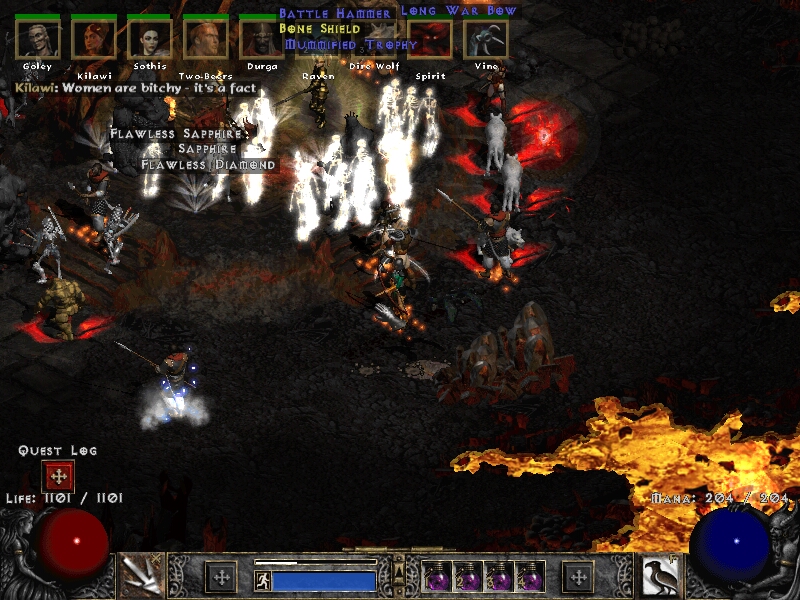 Battle Hammer
Long War Bow
Bone Shield
Mummified Trophy
Goley
Kilawi
Sothis
Two-Beers
Durga
Raven
Dire Wolf
Spirit
Vine
Kilawi: Women are bitchy - it's a fact
Flawless Sapphire
Sapphire
Flawless Diamond
Quest Log
Life: 1101 / 1101
Mana: 204 / 204